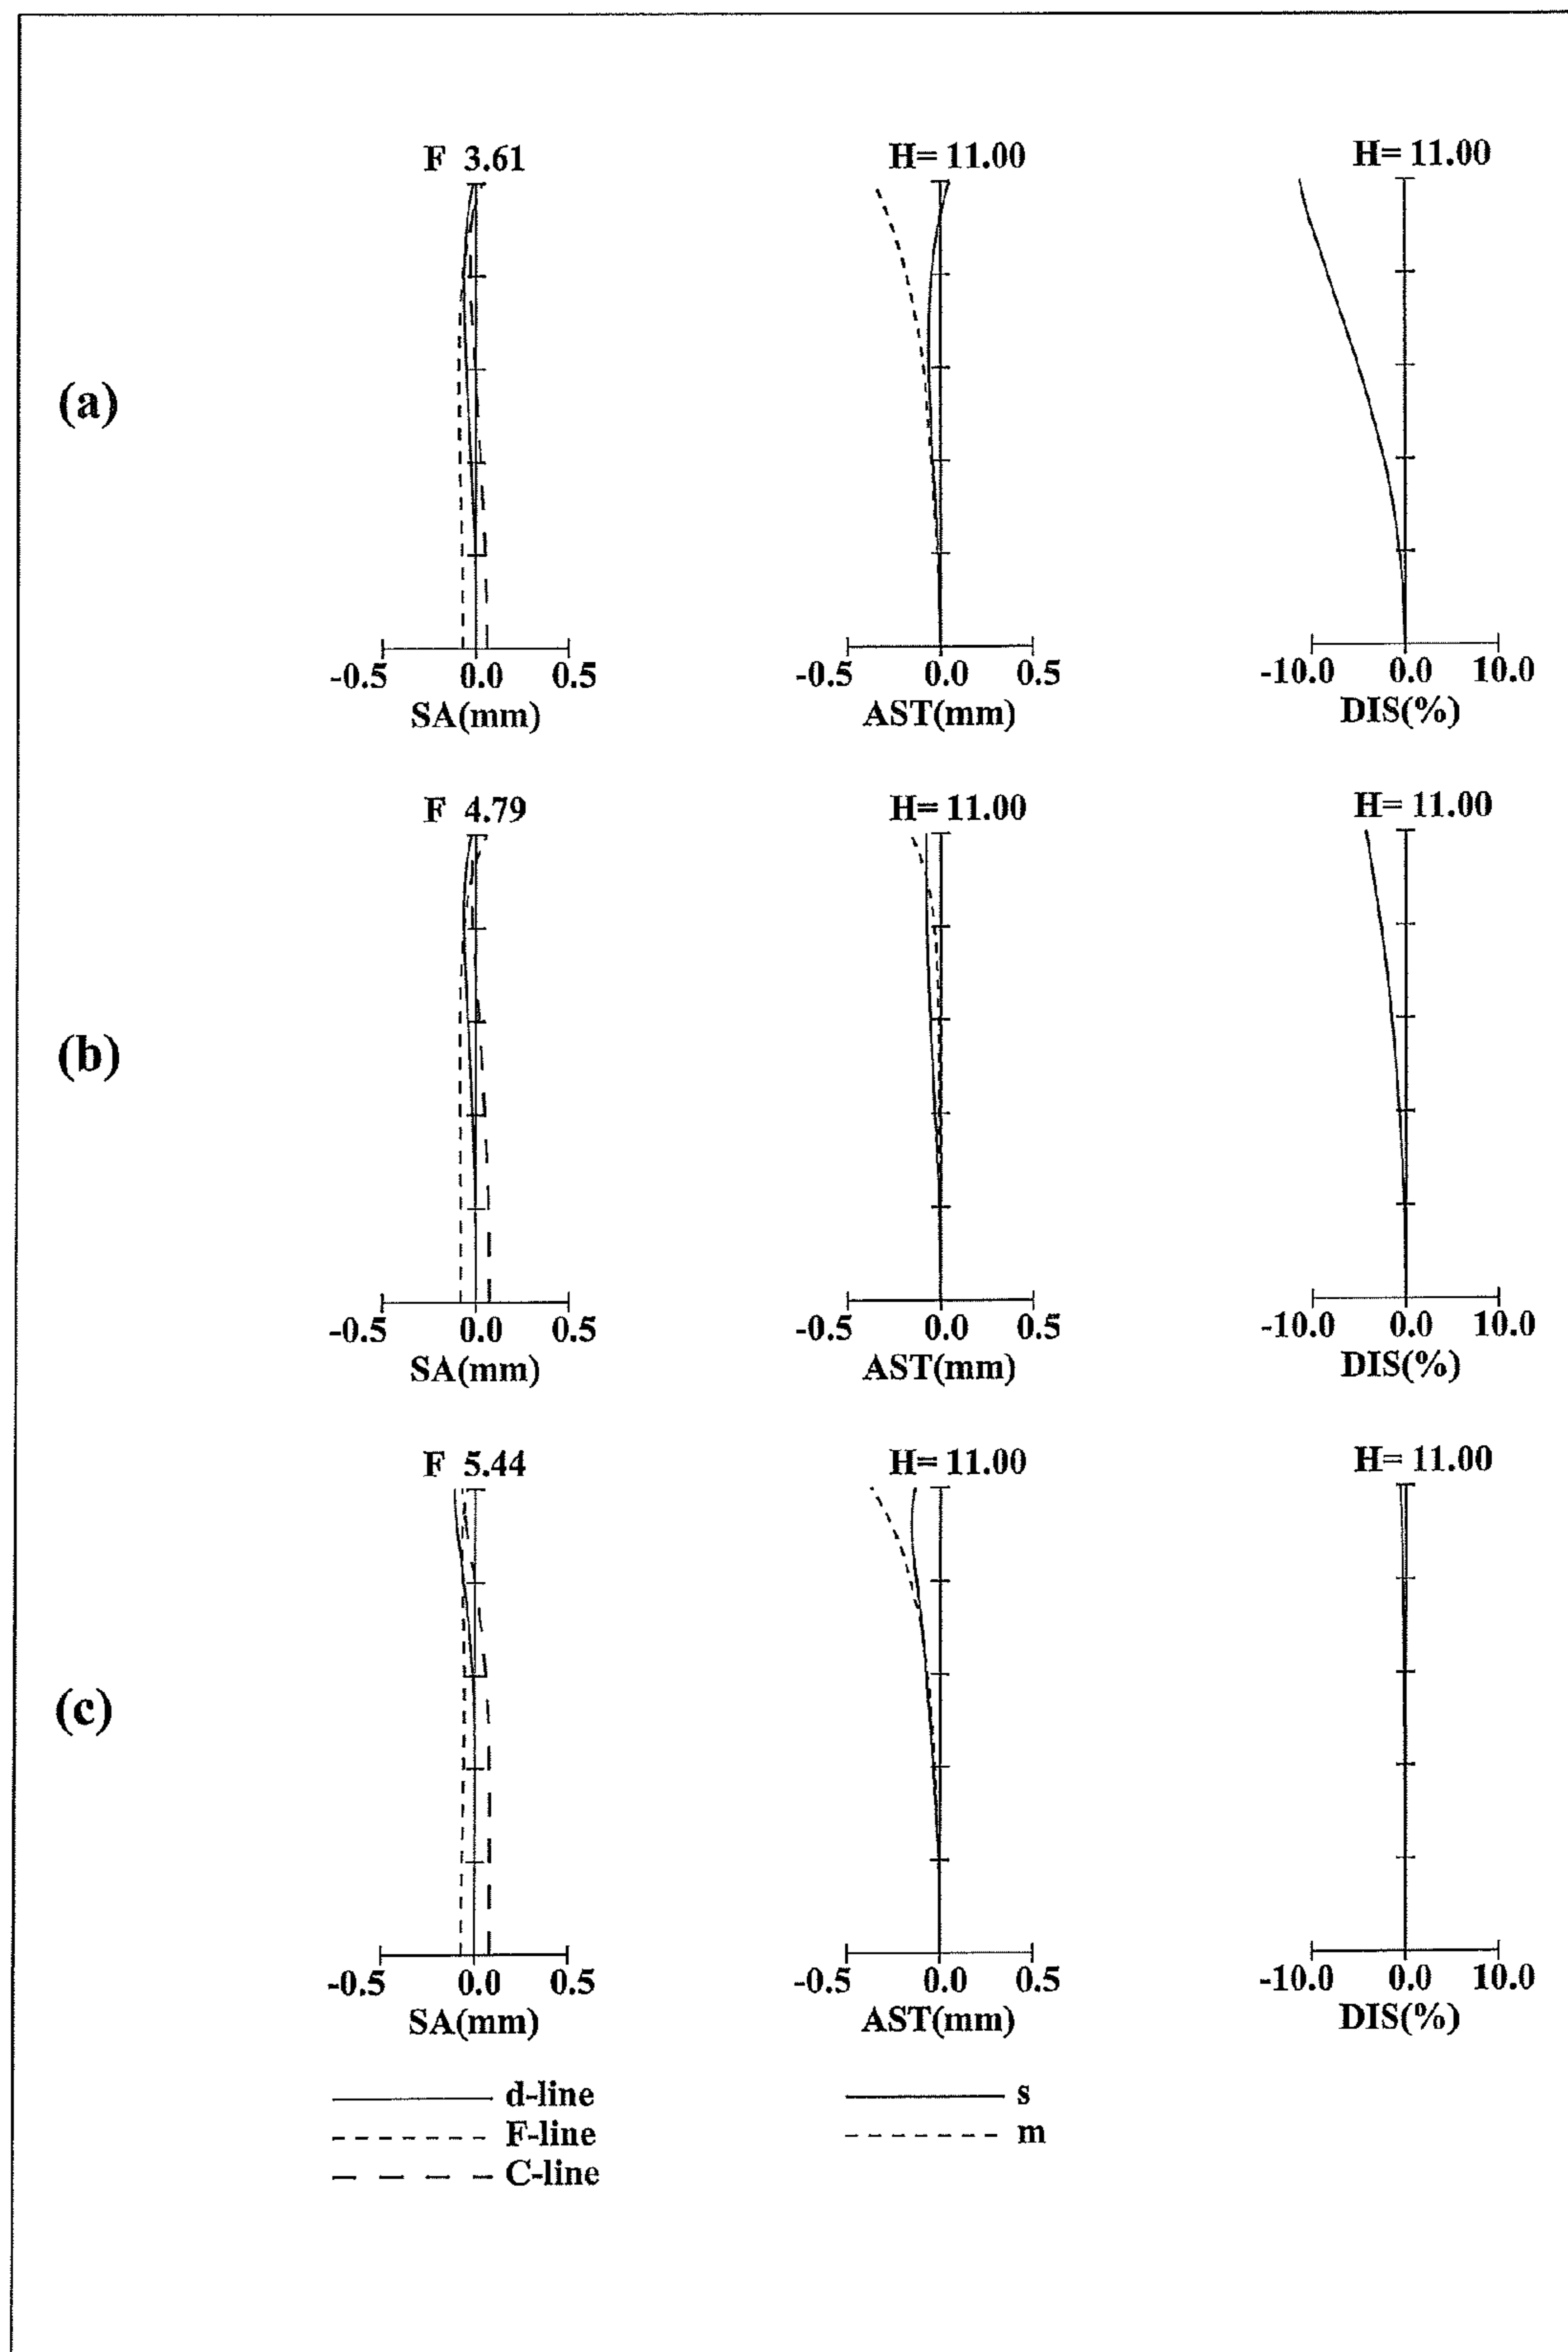 F 3.61
H= 11.00
H= 11.00
(a)
-0.5 0.0 0.5
SA(mm)
-0.5 0.0 0.5
AST(mm)
-10.0 0.0 10.0
DIS(%)
F 4.79
H= 11.00
H= 11.00
(b)
-0.5 0.0 0.5
SA(mm)
-0.5 0.0 0.5
AST(mm)
-10.0 0.0 10.0
DIS(%)
F 5.44
H= 11.00
H= 11.00
(c)
-0.5 0.0 0.5
SA(mm)
-0.5 0.0 0.5
AST(mm)
-10.0 0.0 10.0
DIS(%)
d-line
F-line
C-line
s
m